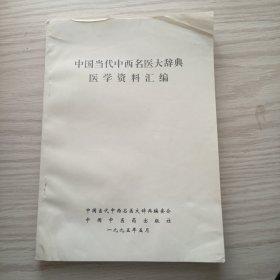 中国当代中西名医大辞典
医学资料汇编
中国当代中西名医大辞典编委会
中国中医药出版社
一九九五年五月